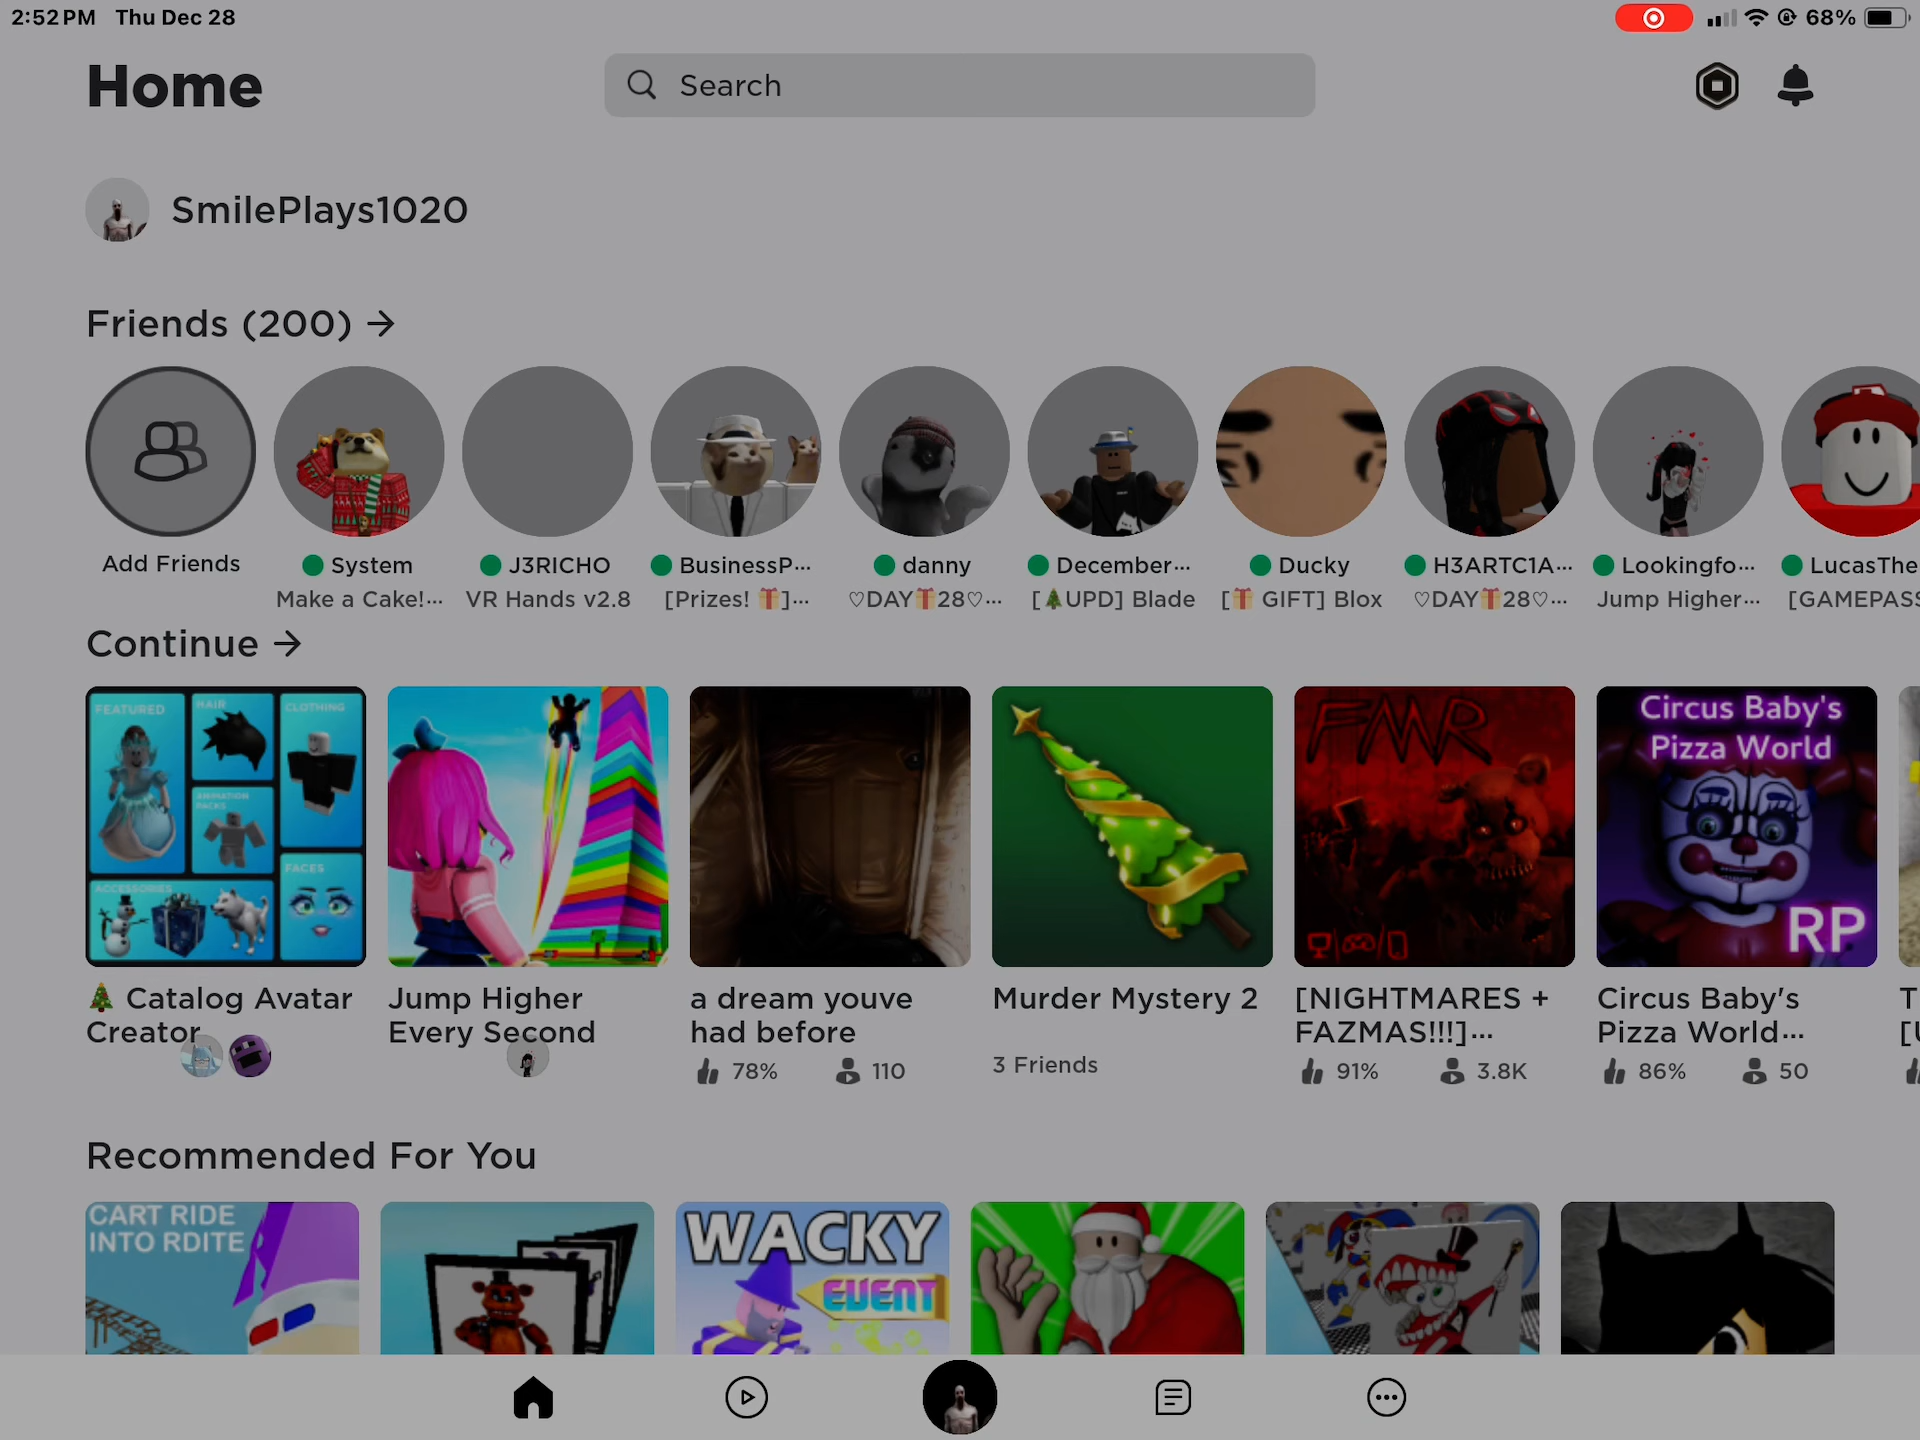 2:52 PM Thu Dec 28
68%
Home
Search
SmilePlays1020
Friends (200) →
Add Friends
System
J3RICHO
BusinessP...
danny
December...
Ducky
H3ARTC1A...
Lookingfo...
LucasThe
Make a Cake!...
VR Hands v2.8
[Prizes! 🎁]...
♡DAY🎁28♡...
[🎄UPD] Blade
[🎁 GIFT] Blox
♡DAY🎁28♡...
Jump Higher...
[GAMEPASS
Continue →
FEATURED
HAIR
CLOTHING
ANIMATION PACKS
ACCESSORIES
FACES
FMR
Circus Baby's
Pizza World
RP
🎄 Catalog Avatar
Creator
Jump Higher
Every Second
a dream youve
had before
78%
110
Murder Mystery 2
3 Friends
[NIGHTMARES +
FAZMAS!!!]...
91%
3.8K
Circus Baby's
Pizza World...
86%
50
T
[U
Recommended For You
CART RIDE
INTO RDITE
WACKY
EVENT